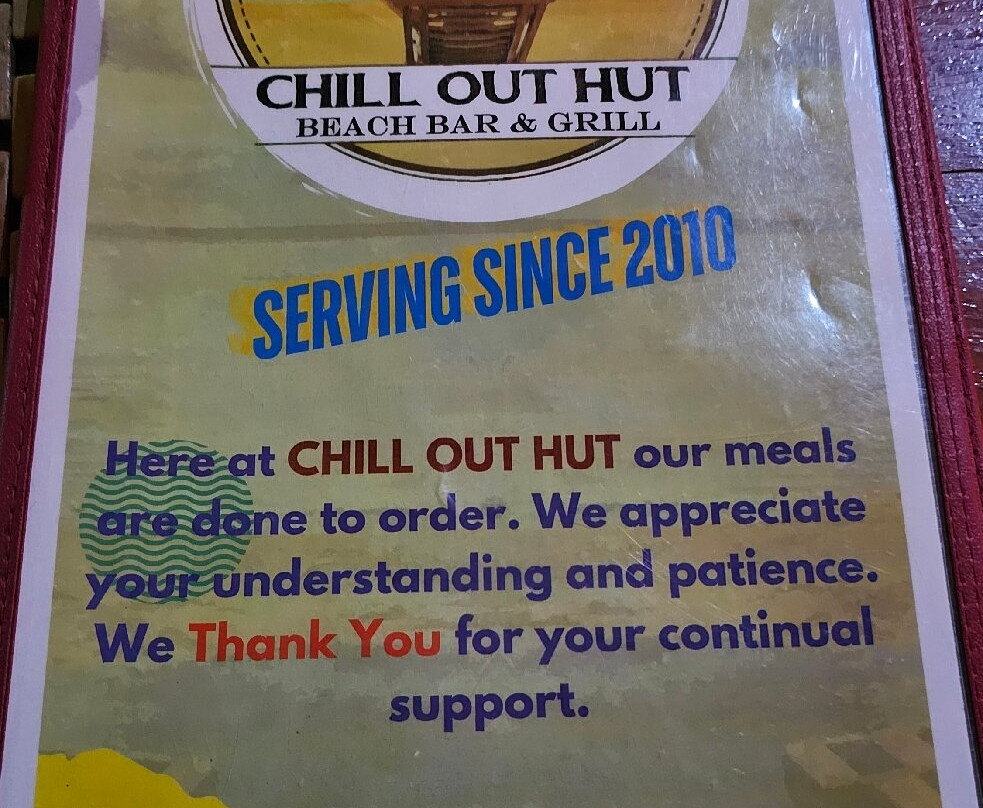 CHILL OUT HUT
BEACH BAR & GRILL
SERVING SINCE 2010
Here at CHILL OUT HUT our meals
are done to order. We appreciate
your understanding and patience.
We Thank You for your continual
support.